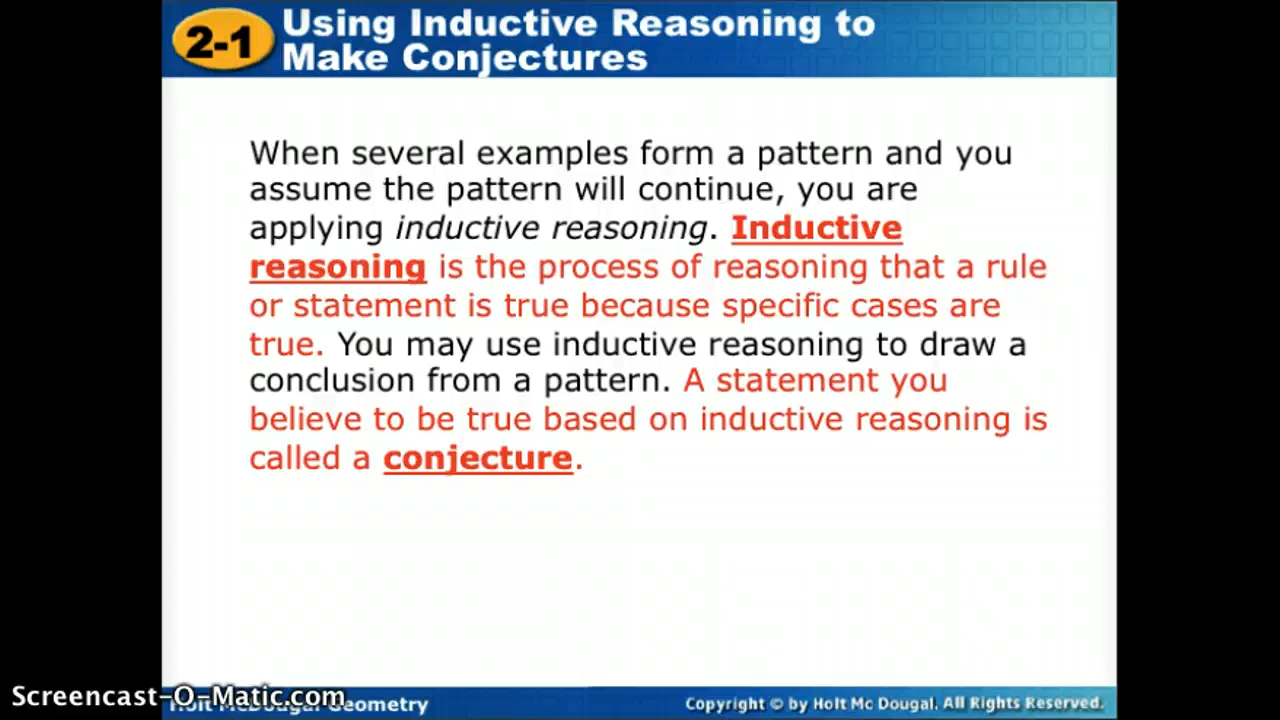 2-1
Using Inductive Reasoning to
Make Conjectures
When several examples form a pattern and you
assume the pattern will continue, you are
applying inductive reasoning. Inductive
reasoning is the process of reasoning that a rule
or statement is true because specific cases are
true. You may use inductive reasoning to draw a
conclusion from a pattern. A statement you
believe to be true based on inductive reasoning is
called a conjecture.
Screencast-O-Matic.com
Holt McDougal Geometry
Copyright © by Holt Mc Dougal. All Rights Reserved.